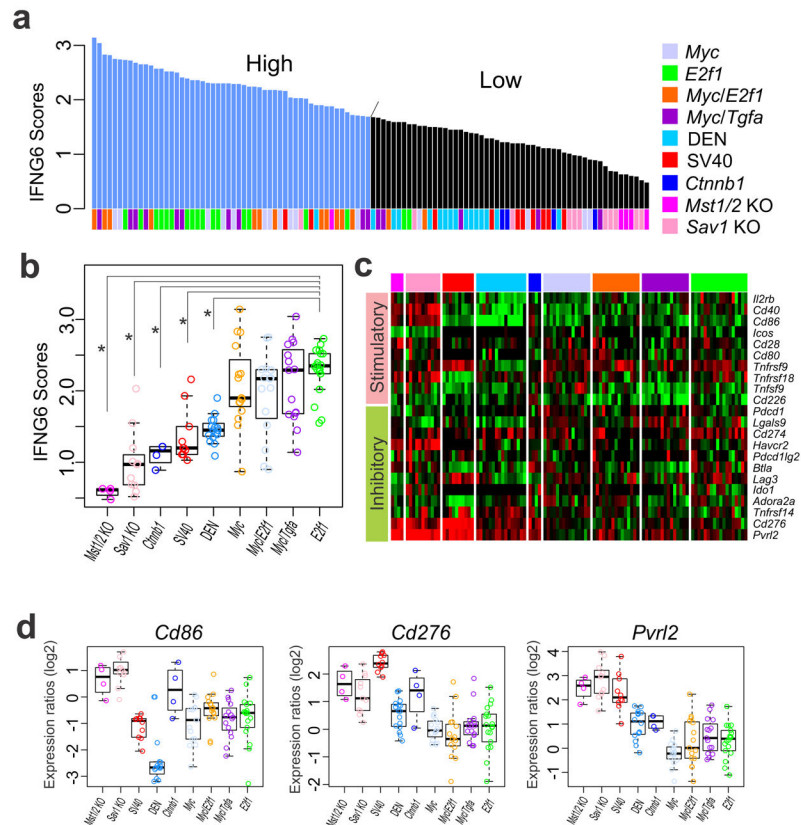 a
IFNG6 Scores
3
2
1
0
High
Low
Myc
E2f1
Myc/E2f1
Myc/Tgfa
DEN
SV40
Ctnnb1
Mst1/2 KO
Sav1 KO
b
IFNG6 Scores
3.0
2.0
1.0
* * * * *
Mst1/2 KO
Sav1 KO
Ctnnb1
SV40
DEN
Myc
Myc/E2f1
Myc/Tgfa
E2f1
c
Stimulatory
Inhibitory
Il2rb
Cd40
Cd86
Icos
Cd28
Cd80
Tnfrsf9
Tnfrsf18
Tnfsf9
Cd226
Pdcd1
Lgals9
Cd274
Havcr2
Pdcd1lg2
Btla
Lag3
Ido1
Adora2a
Tnfrsf14
Cd276
Pvrl2
d
Cd86
Expression ratios (log2)
1
0
-1
-2
-3
Mst1/2 KO
Sav1 KO
SV40
DEN
Ctnnb1
Myc
Myc/E2f1
Myc/Tgfa
E2f1
Cd276
Expression ratios (log2)
2
1
0
-1
-2
Mst1/2 KO
Sav1 KO
SV40
DEN
Ctnnb1
Myc
Myc/E2f1
Myc/Tgfa
E2f1
Pvrl2
Expression ratios (log2)
4
3
2
1
0
-1
Mst1/2 KO
Sav1 KO
SV40
DEN
Ctnnb1
Myc
Myc/E2f1
Myc/Tgfa
E2f1